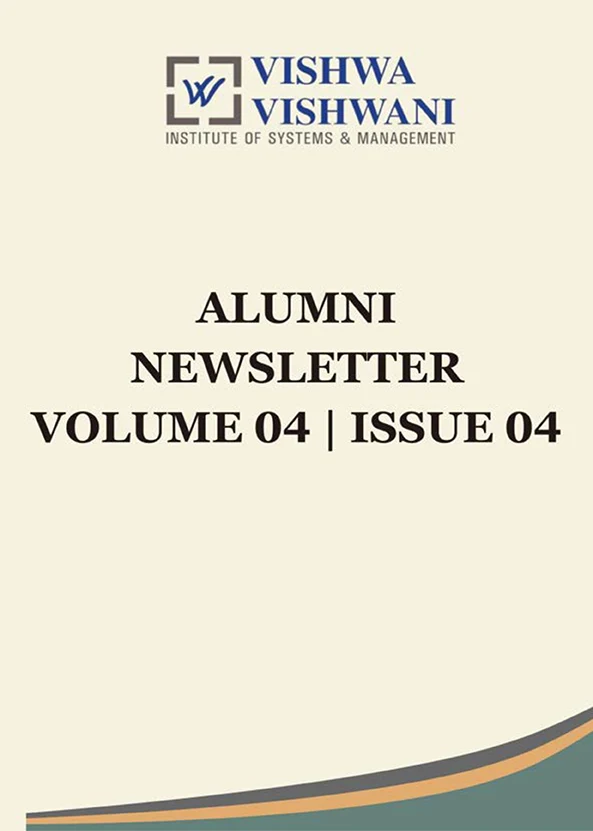 VISHWA
VISHWANI
INSTITUTE OF SYSTEMS & MANAGEMENT
ALUMNI
NEWSLETTER
VOLUME 04 | ISSUE 04